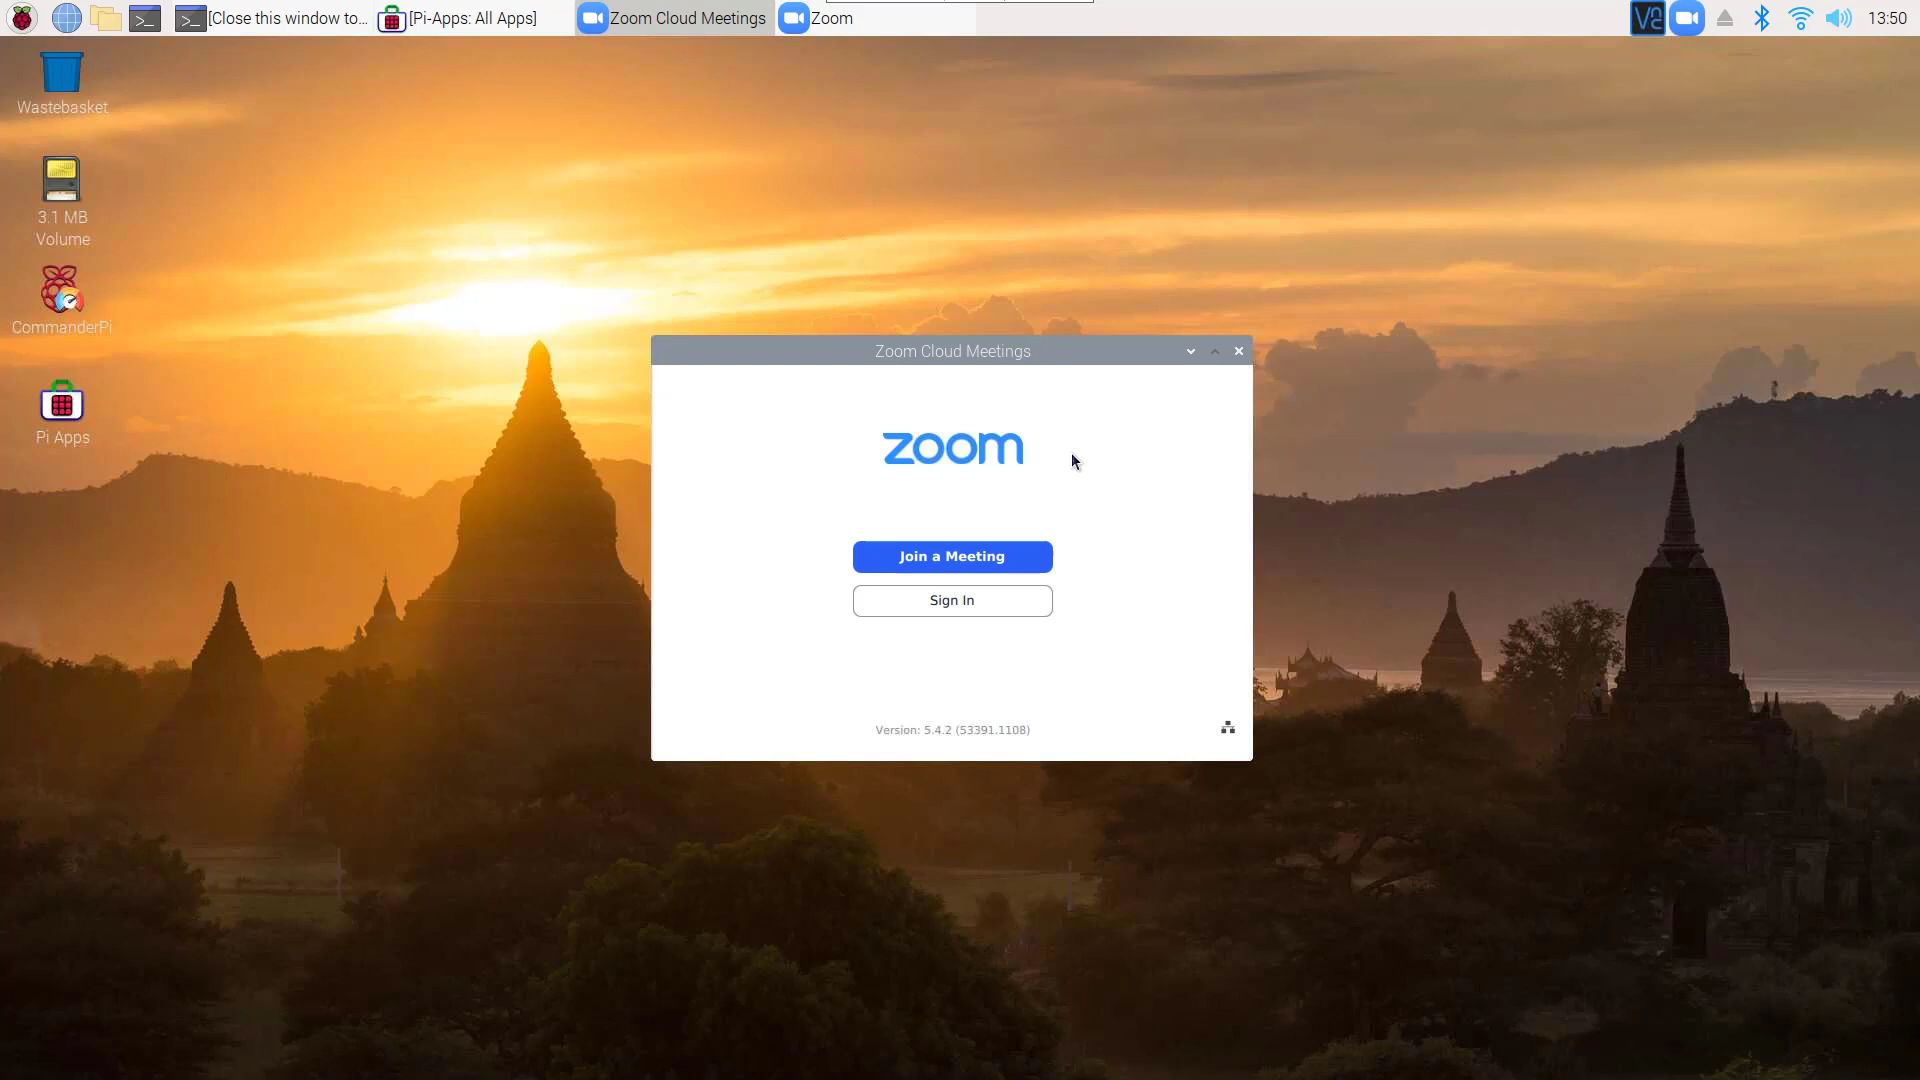 [Close this window to...
[Pi-Apps: All Apps]
Zoom Cloud Meetings
Zoom
13:50
Wastebasket
3.1 MB
Volume
CommanderPi
Pi Apps
Zoom Cloud Meetings
zoom
Join a Meeting
Sign In
Version: 5.4.2 (53391.1108)